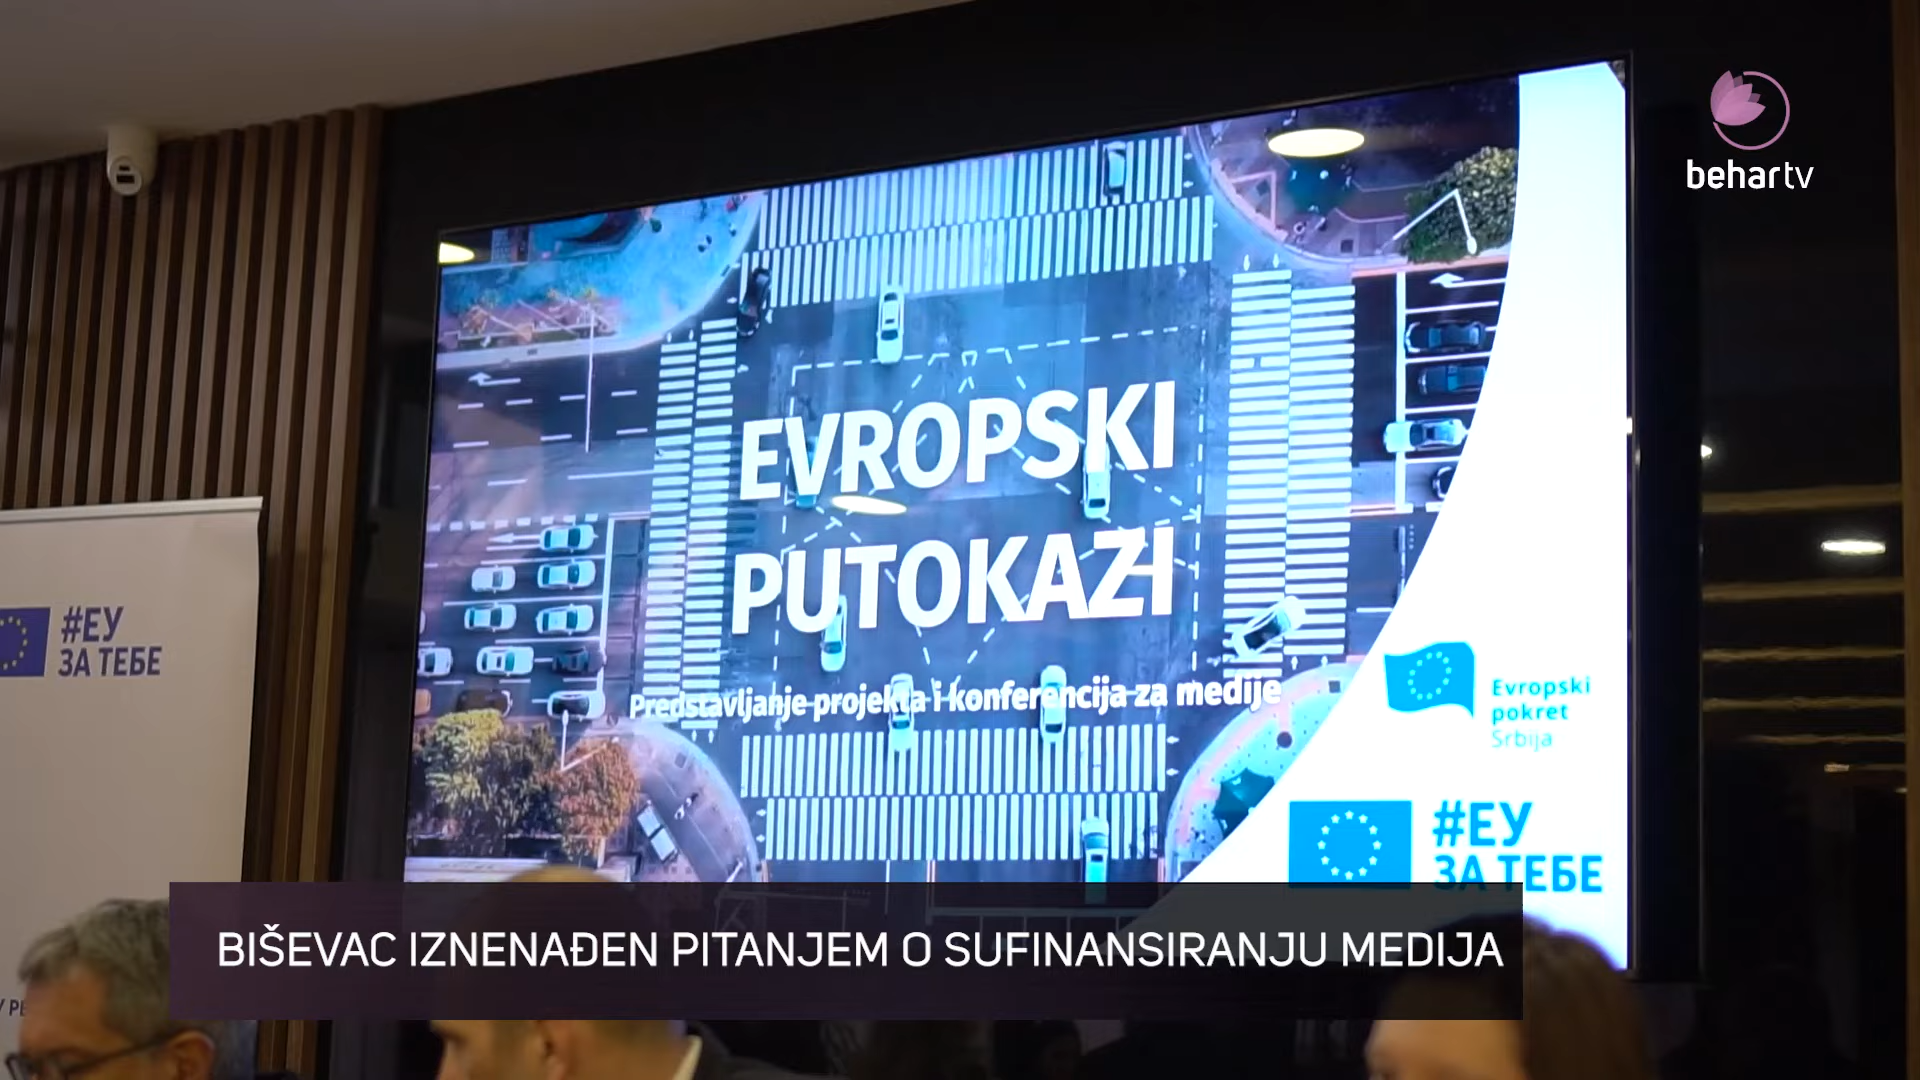 behartv
EVROPSKI
PUTOKAZI
Predstavljanje projekta i konferencija za medije
Evropski
pokret
Srbija
#ЕУ
ЗА ТЕБЕ
#ЕУ
ЗА ТЕБЕ
BIŠEVAC IZNENAĐEN PITANJEM O SUFINANSIRANJU MEDIJA